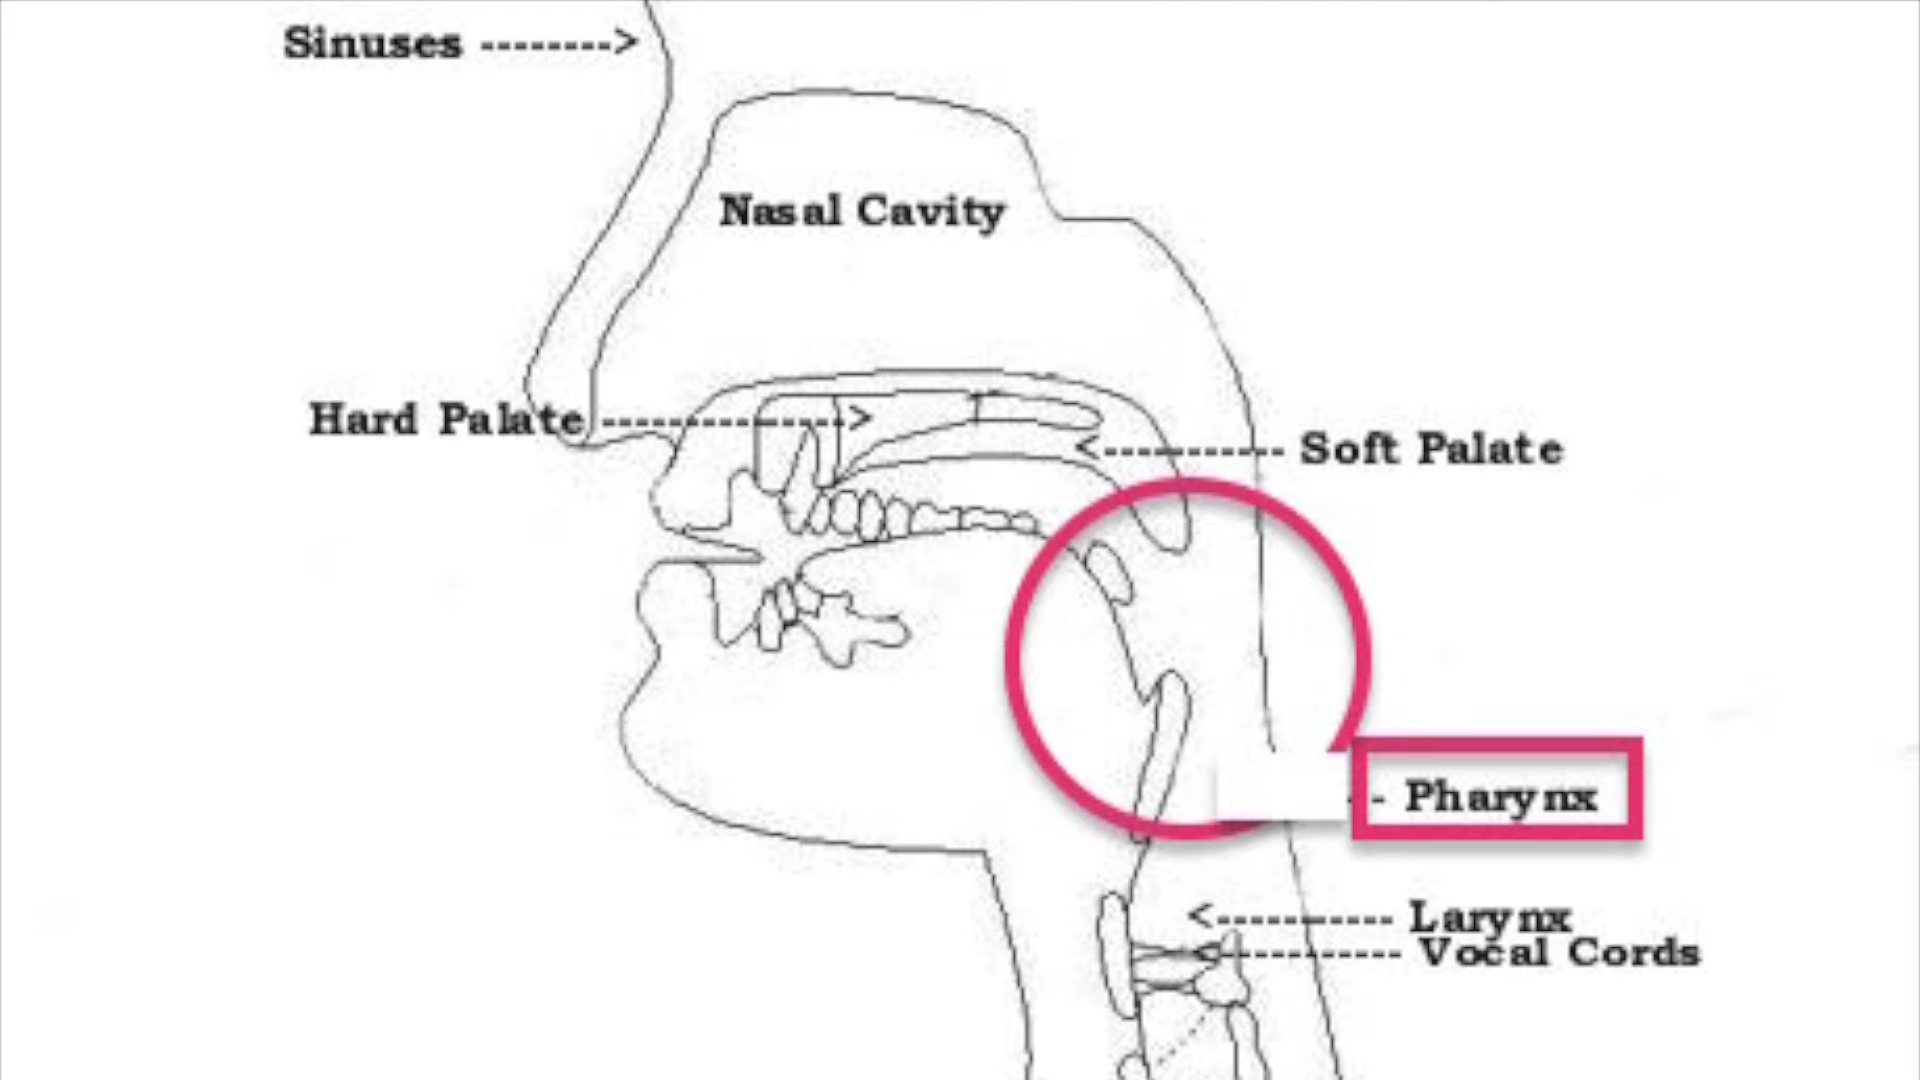 Sinuses
Nasal Cavity
Hard Palate
Soft Palate
Pharynx
Larynx
Vocal Cords